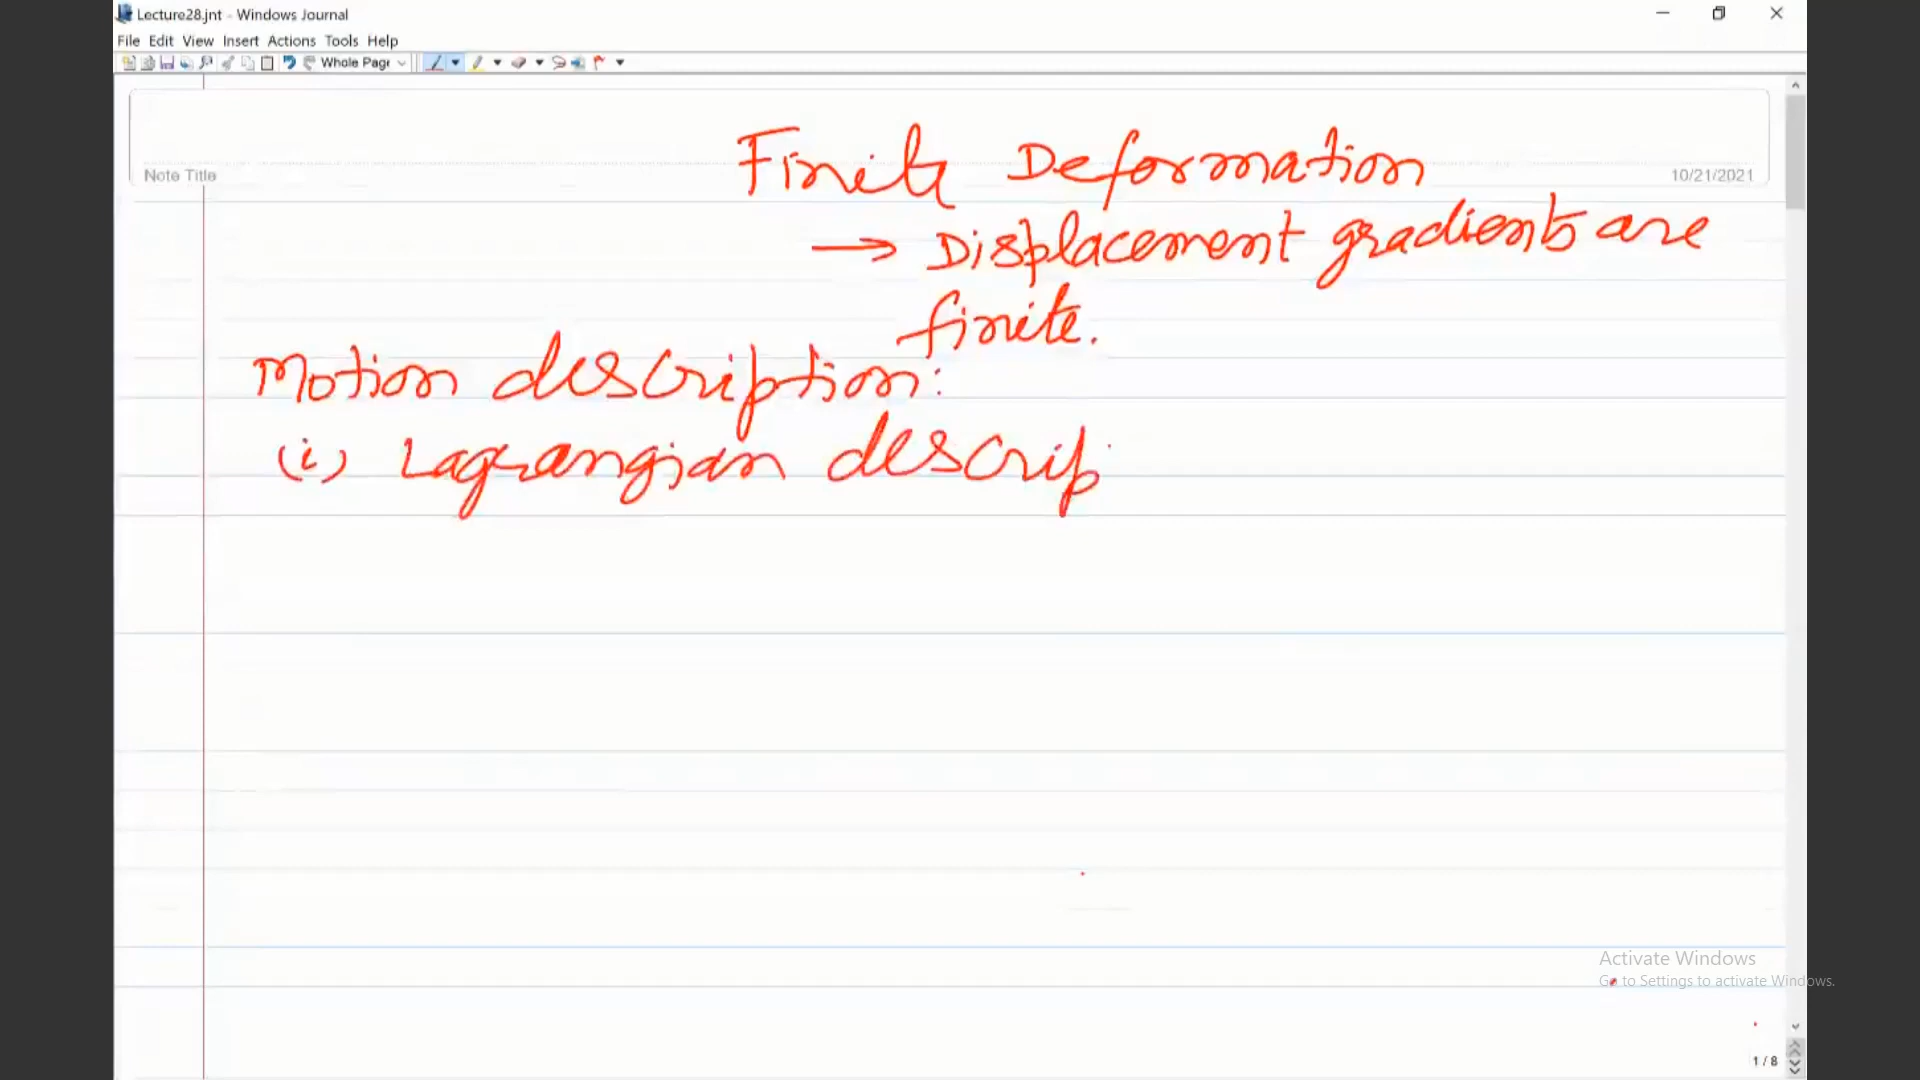 Lecture28.jnt - Windows Journal
File Edit View Insert Actions Tools Help
Whole Page
Finite Deformation
Note Title
10/21/2021
→ Displacement gradients are
finite.
Motion description:
(i) Lagrangian descrip
Activate Windows
Go to Settings to activate Windows.
1 / 8